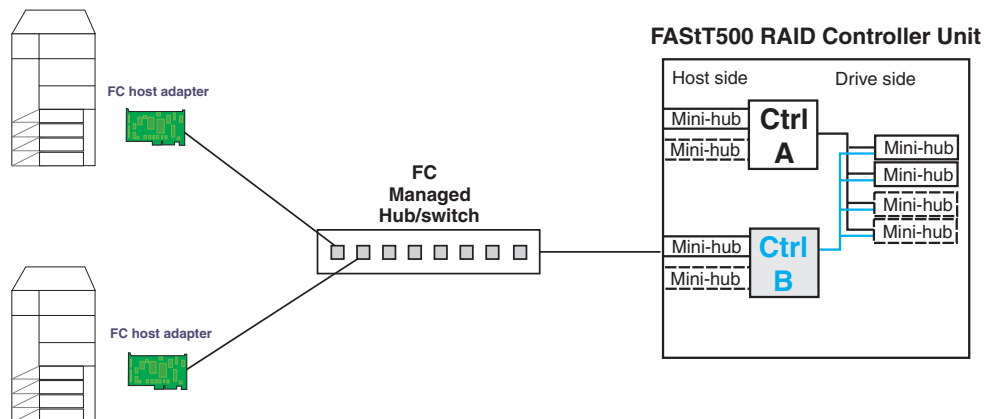 FAStT500 RAID Controller Unit
Host side
Drive side
FC host adapter
Mini-hub
Ctrl
A
Mini-hub
Mini-hub
Mini-hub
Mini-hub
Mini-hub
FC
Managed
Hub/switch
Mini-hub
Ctrl
B
Mini-hub
FC host adapter